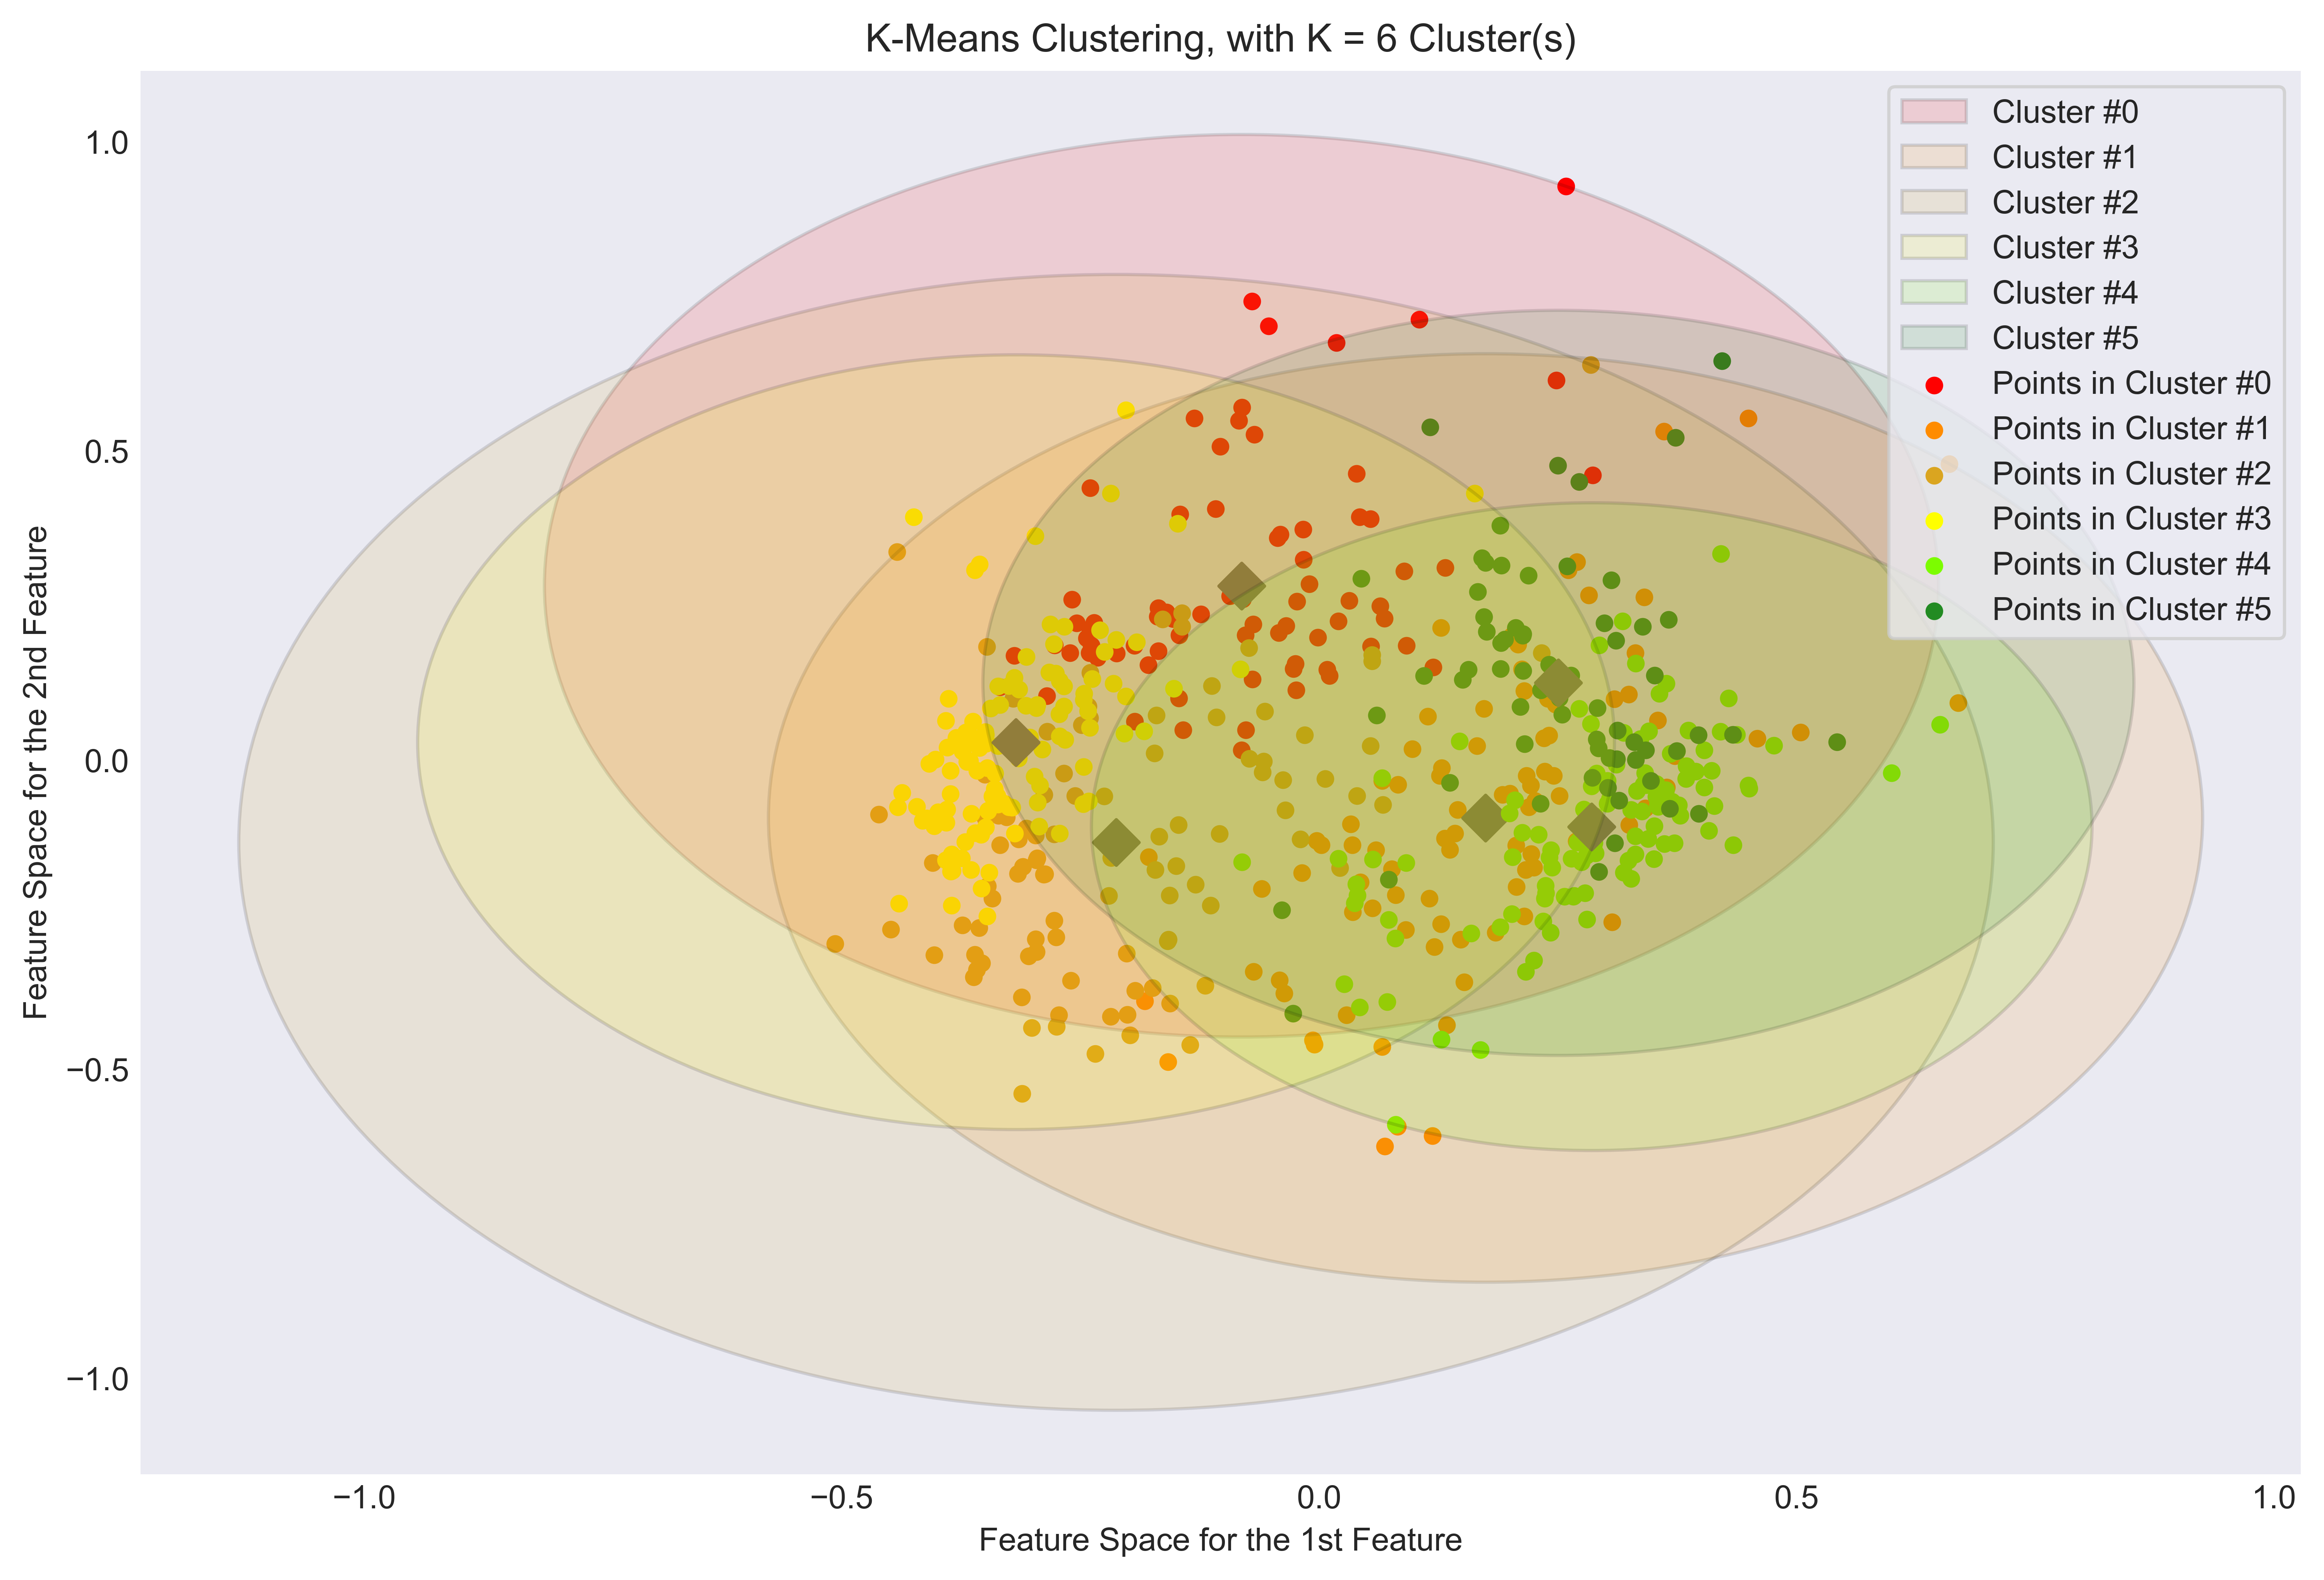 K-Means Clustering, with K = 6 Cluster(s)
Cluster #0
Cluster #1
Cluster #2
Cluster #3
Cluster #4
Cluster #5
Points in Cluster #0
Points in Cluster #1
Points in Cluster #2
Points in Cluster #3
Points in Cluster #4
Points in Cluster #5
1.0
0.5
0.0
−0.5
−1.0
Feature Space for the 2nd Feature
−1.0
−0.5
0.0
0.5
1.0
Feature Space for the 1st Feature